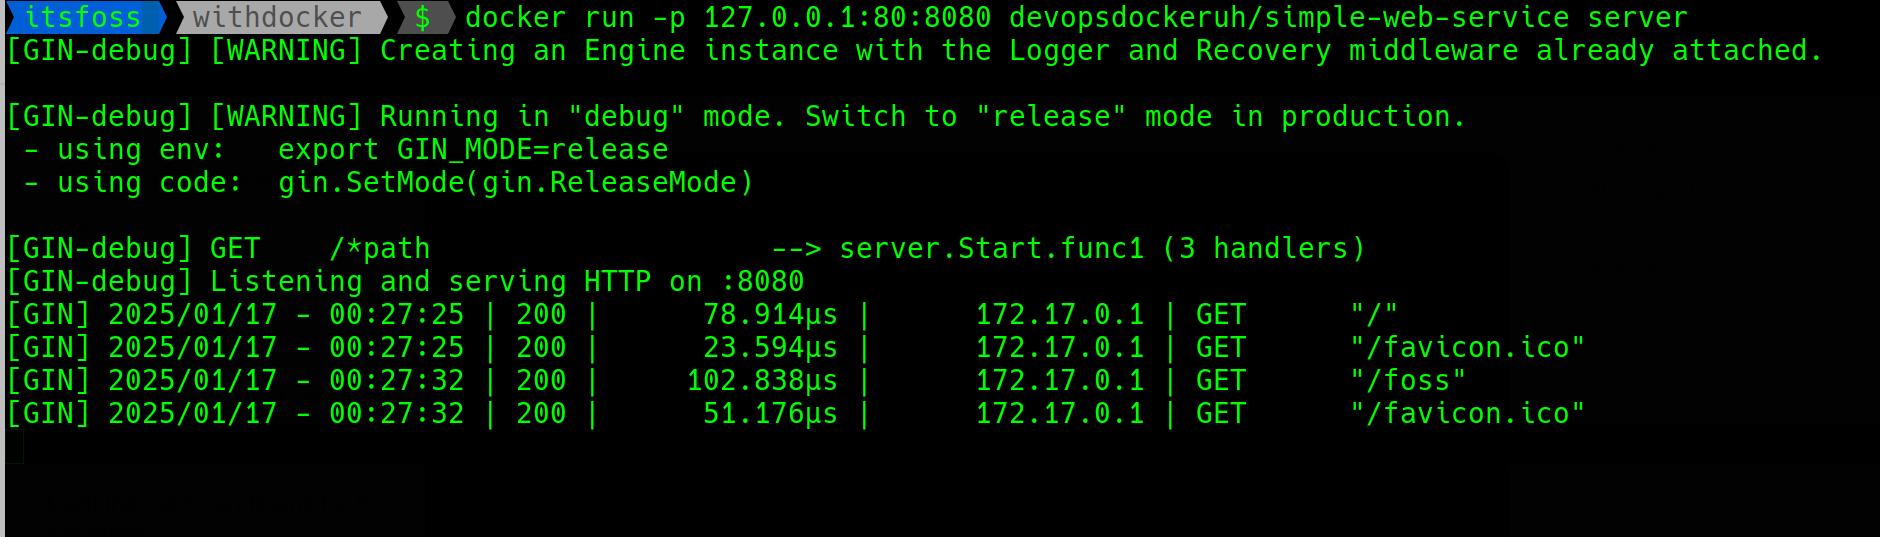 itsfoss withdocker $ docker run -p 127.0.0.1:80:8080 devopsdockeruh/simple-web-service server
[GIN-debug] [WARNING] Creating an Engine instance with the Logger and Recovery middleware already attached.
[GIN-debug] [WARNING] Running in "debug" mode. Switch to "release" mode in production.
 - using env:   export GIN_MODE=release
 - using code:  gin.SetMode(gin.ReleaseMode)
[GIN-debug] GET    /*path                    --> server.Start.func1 (3 handlers)
[GIN-debug] Listening and serving HTTP on :8080
[GIN] 2025/01/17 - 00:27:25 | 200 |      78.914µs |      172.17.0.1 | GET      "/"
[GIN] 2025/01/17 - 00:27:25 | 200 |      23.594µs |      172.17.0.1 | GET      "/favicon.ico"
[GIN] 2025/01/17 - 00:27:32 | 200 |     102.838µs |      172.17.0.1 | GET      "/foss"
[GIN] 2025/01/17 - 00:27:32 | 200 |      51.176µs |      172.17.0.1 | GET      "/favicon.ico"